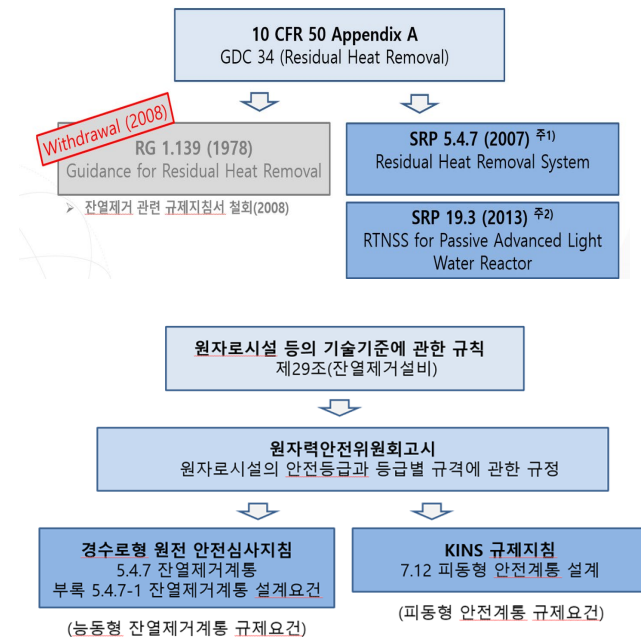 10 CFR 50 Appendix A
GDC 34 (Residual Heat Removal)
Withdrawal (2008)
RG 1.139 (1978)
Guidance for Residual Heat Removal
➢ 잔열제거 관련 규제지침서 철회(2008)
SRP 5.4.7 (2007) 주1)
Residual Heat Removal System
SRP 19.3 (2013) 주2)
RTNSS for Passive Advanced Light
Water Reactor
원자로시설 등의 기술기준에 관한 규칙
제29조(잔열제거설비)
원자력안전위원회고시
원자로시설의 안전등급과 등급별 규격에 관한 규정
경수로형 원전 안전심사지침
5.4.7 잔열제거계통
부록 5.4.7-1 잔열제거계통 설계요건
(능동형 잔열제거계통 규제요건)
KINS 규제지침
7.12 피동형 안전계통 설계
(피동형 안전계통 규제요건)